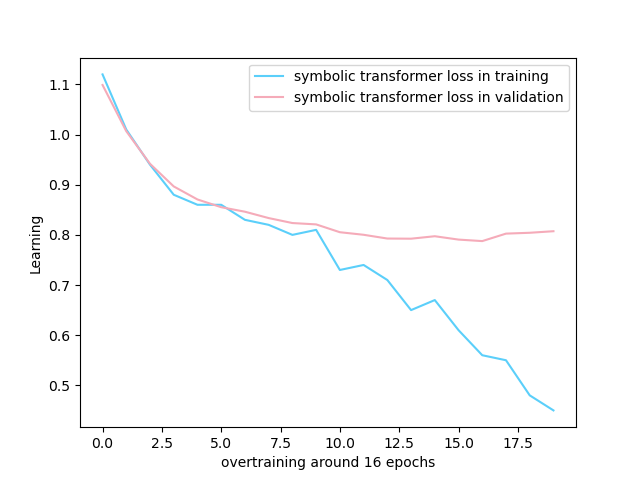 symbolic transformer loss in training
symbolic transformer loss in validation
Learning
1.1
1.0
0.9
0.8
0.7
0.6
0.5
0.0 2.5 5.0 7.5 10.0 12.5 15.0 17.5
overtraining around 16 epochs